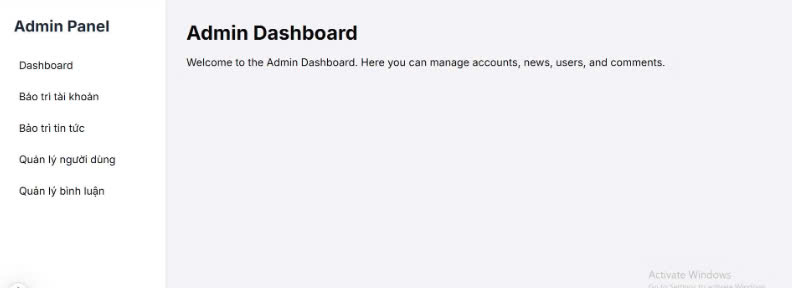 Admin Panel
Dashboard
Bảo trì tài khoản
Bảo trì tin tức
Quản lý người dùng
Quản lý bình luận
Admin Dashboard
Welcome to the Admin Dashboard. Here you can manage accounts, news, users, and comments.
Activate Windows
Go to Settings to activate Windows.